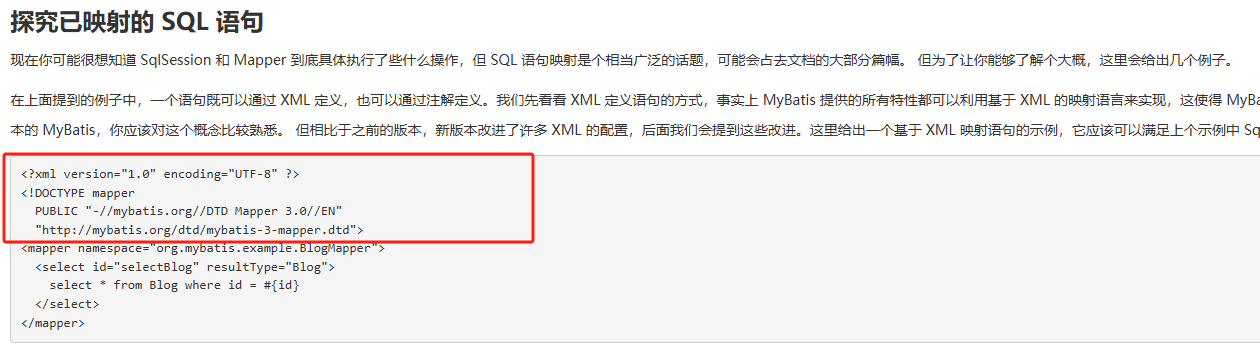 探究已映射的 SQL 语句
现在你可能很想知道 SqlSession 和 Mapper 到底具体执行了些什么操作，但 SQL 语句映射是个相当广泛的话题，可能会占去文档的大部分篇幅。 但为了让你能够了解个大概，这里会给出几个例子。
在上面提到的例子中，一个语句既可以通过 XML 定义，也可以通过注解定义。我们先看看 XML 定义语句的方式，事实上 MyBatis 提供的所有特性都可以利用基于 XML 的映射语言来实现，这使得 MyBa
本的 MyBatis，你应该对这个概念比较熟悉。 但相比于之前的版本，新版本改进了许多 XML 的配置，后面我们会提到这些改进。这里给出一个基于 XML 映射语句的示例，它应该可以满足上个示例中 Sq
<?xml version="1.0" encoding="UTF-8" ?>
<!DOCTYPE mapper
  PUBLIC "-//mybatis.org//DTD Mapper 3.0//EN"
  "http://mybatis.org/dtd/mybatis-3-mapper.dtd">
<mapper namespace="org.mybatis.example.BlogMapper">
  <select id="selectBlog" resultType="Blog">
    select * from Blog where id = #{id}
  </select>
</mapper>